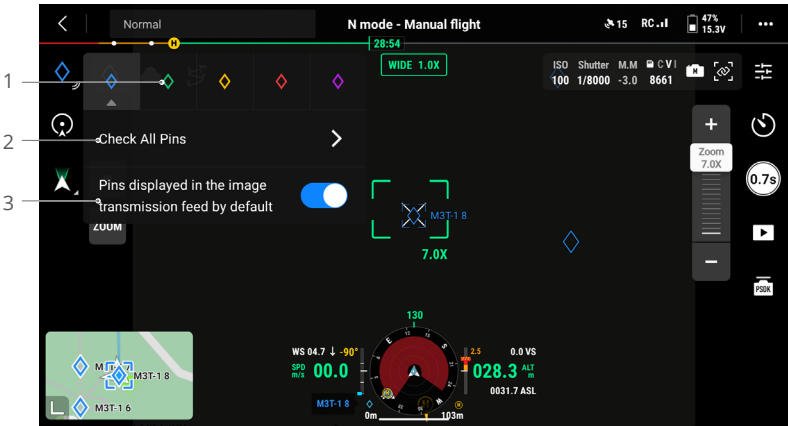 Normal
N mode - Manual flight
15
RC
47%
15.3V
H
28:54
WIDE 1.0X
ISO
100
Shutter
1/8000
M.M
-3.0
C V I
8661
M
1
2
Check All Pins
3
Pins displayed in the image
transmission feed by default
ZOOM
+
Zoom
7.0X
−
0.7s
PSDK
M3T-1 8
7.0X
130
WS 04.7 ↓ -90°
SPD
m/s
00.0
2.5
0.0 VS
028.3
ALT
m
0031.7 ASL
E
S
W
N
12
15
M3T-1 8
0m
103m
H
M3T-1 8
M3T-1 6